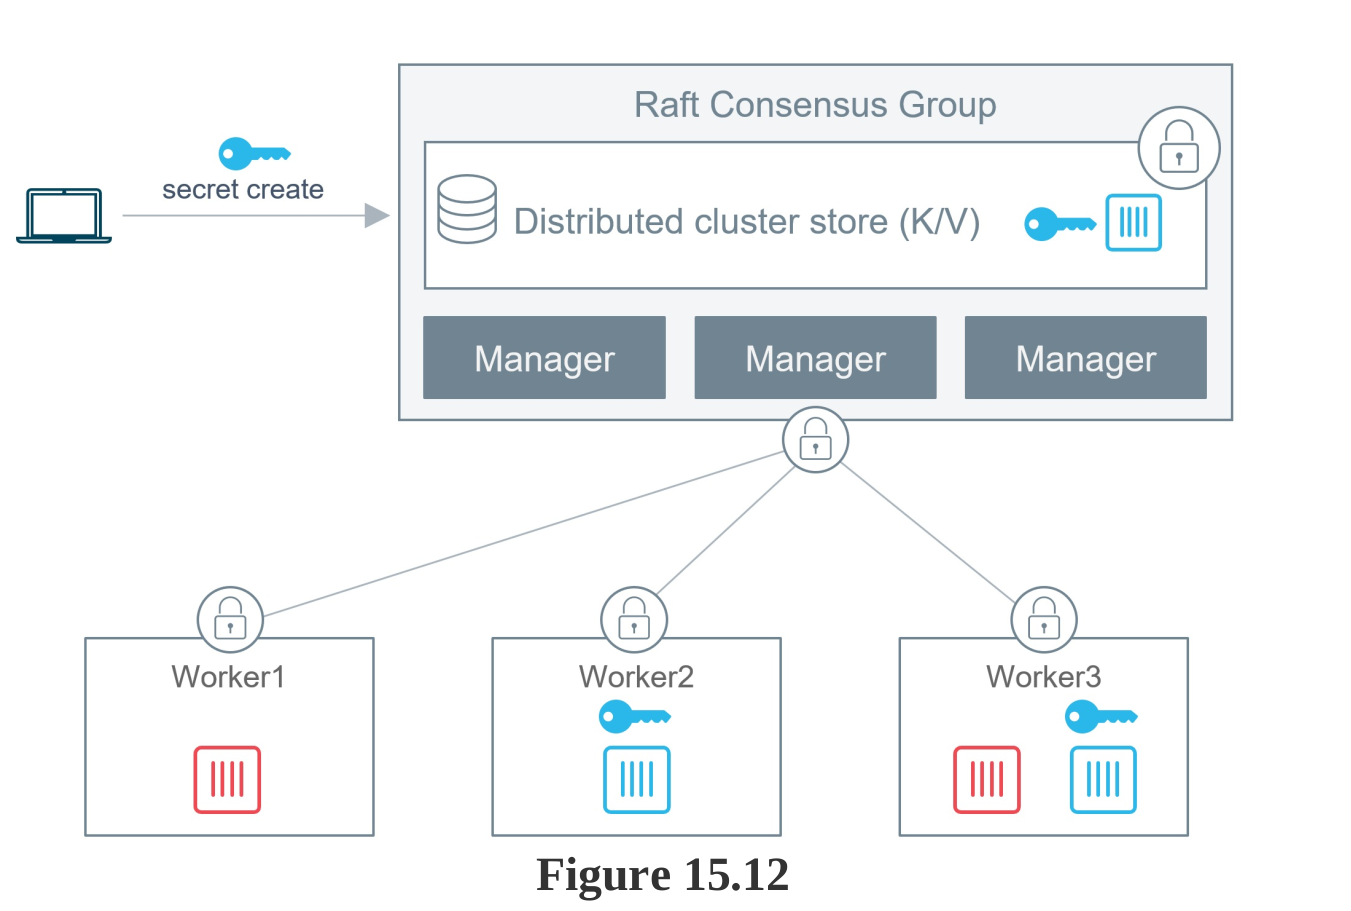 Raft Consensus Group
secret create
Distributed cluster store (K/V)
Manager
Manager
Manager
Worker1
Worker2
Worker3
Figure 15.12